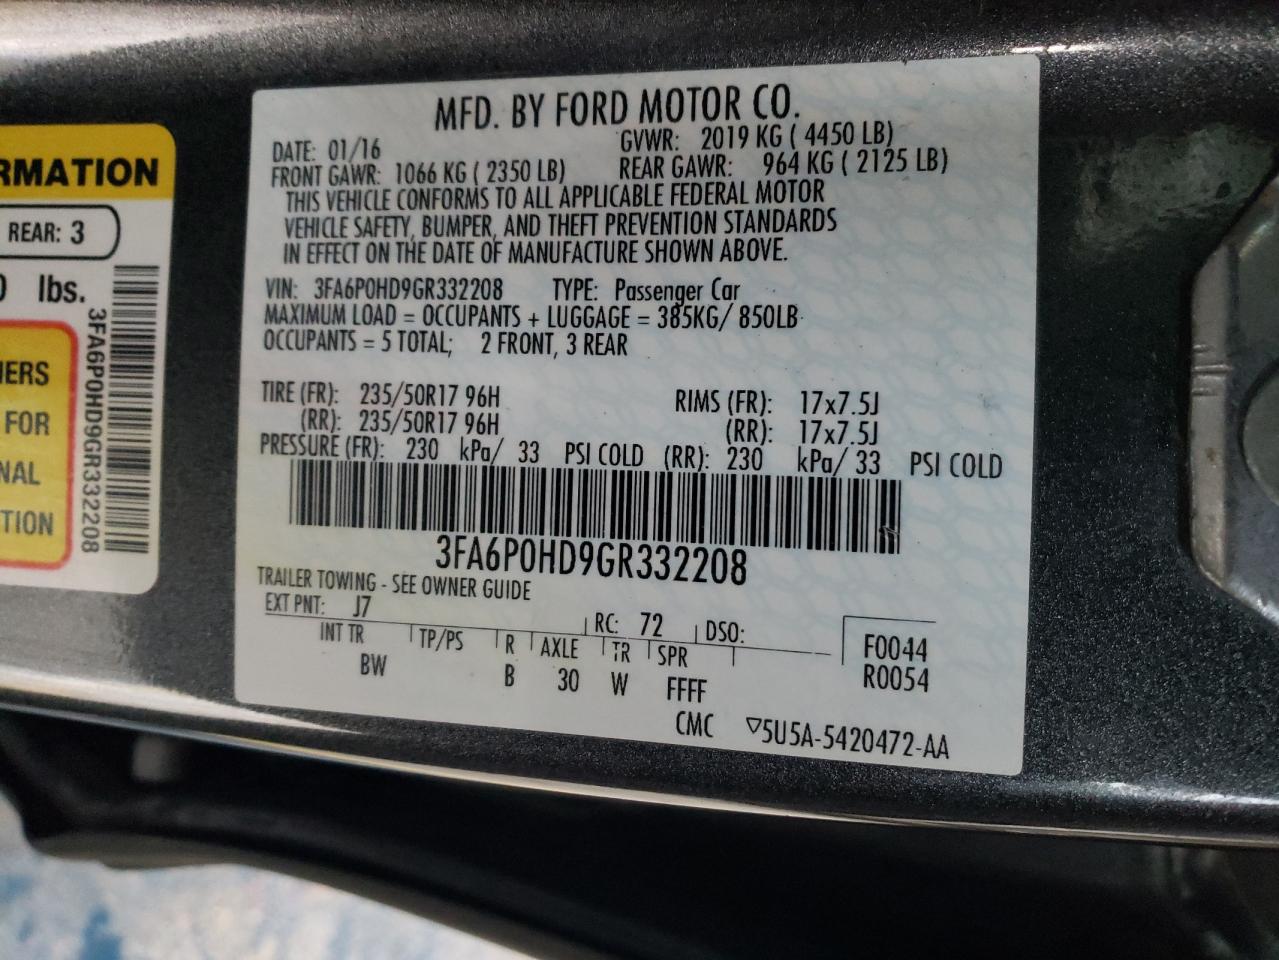 RMATION
REAR: 3
lbs.
3FA6P0HD9GR332208
FOR
TION
MFD. BY FORD MOTOR CO.
DATE: 01/16 GVWR: 2019 KG ( 4450 LB)
FRONT GAWR: 1066 KG ( 2350 LB) REAR GAWR: 964 KG ( 2125 LB)
THIS VEHICLE CONFORMS TO ALL APPLICABLE FEDERAL MOTOR
VEHICLE SAFETY, BUMPER, AND THEFT PREVENTION STANDARDS
IN EFFECT ON THE DATE OF MANUFACTURE SHOWN ABOVE.
VIN: 3FA6P0HD9GR332208 TYPE: Passenger Car
MAXIMUM LOAD = OCCUPANTS + LUGGAGE = 385KG/ 850LB
OCCUPANTS = 5 TOTAL; 2 FRONT, 3 REAR
TIRE (FR): 235/50R17 96H RIMS (FR): 17x7.5J
(RR): 235/50R17 96H (RR): 17x7.5J
PRESSURE (FR): 230 kPa/ 33 PSI COLD (RR): 230 kPa/ 33 PSI COLD
3FA6P0HD9GR332208
TRAILER TOWING - SEE OWNER GUIDE
EXT PNT: J7 RC: 72 DSO:
INT TR TP/PS R AXLE TR SPR F0044
BW B 30 W FFFF R0054
CMC ▽5U5A-5420472-AA